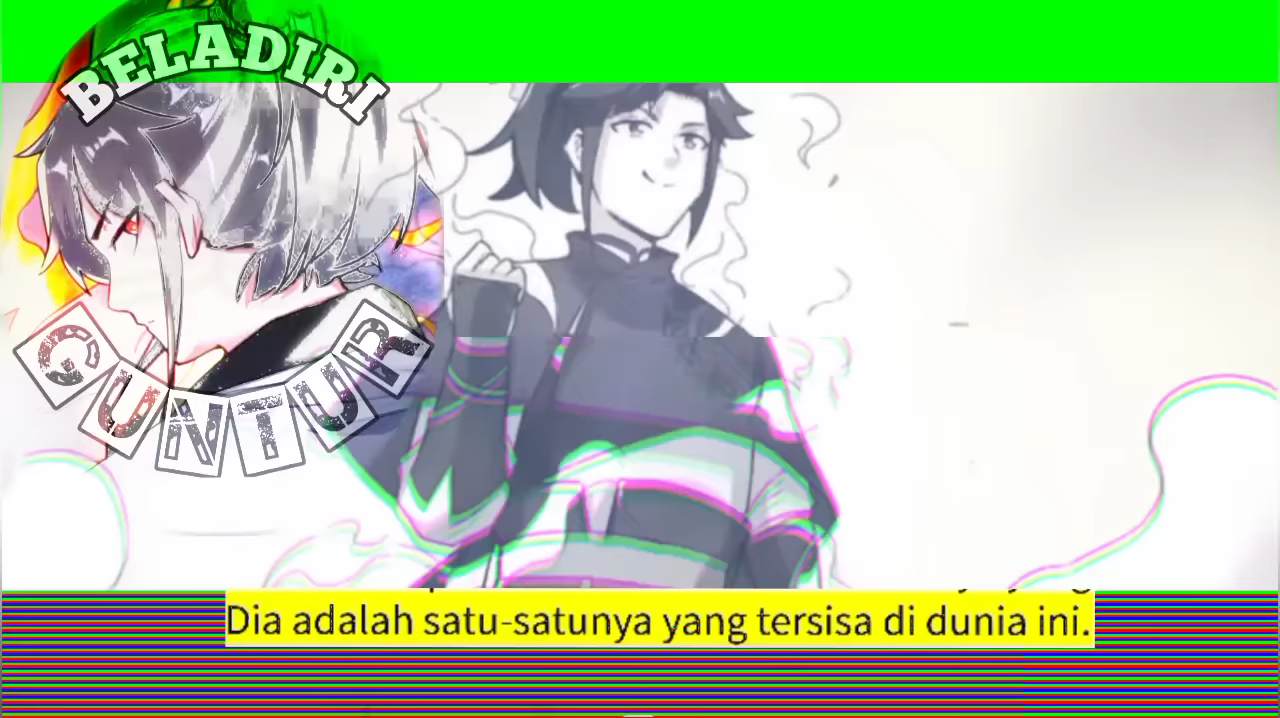 BELADIRI
GUNTUR
Dia adalah satu-satunya yang tersisa di dunia ini.